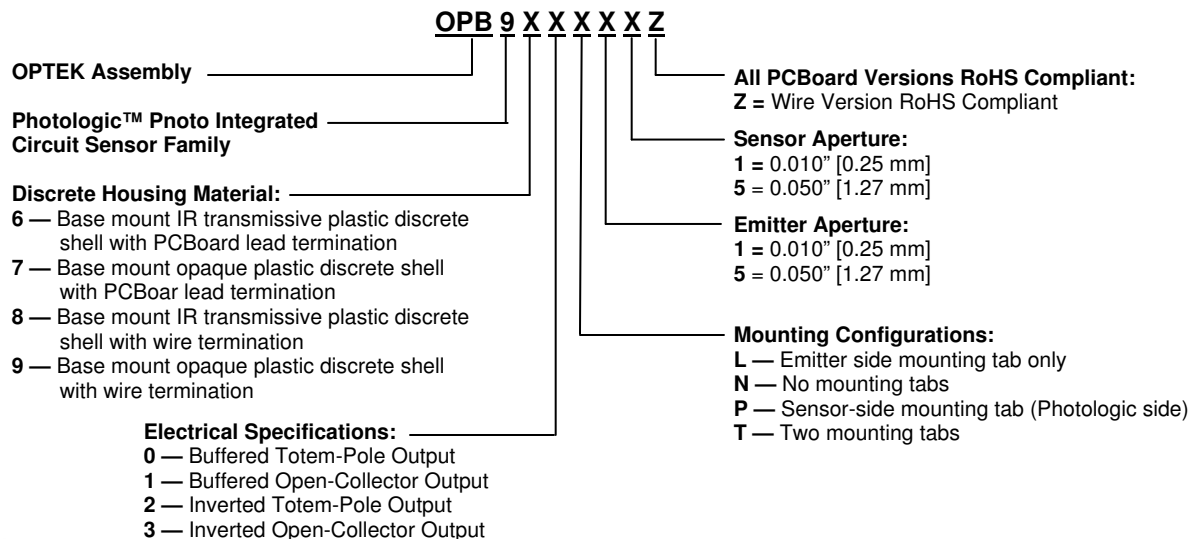 OPB 9 X X X X X Z
OPTEK Assembly
Photologic™ Pnoto Integrated
Circuit Sensor Family
Discrete Housing Material:
6 — Base mount IR transmissive plastic discrete
shell with PCBoard lead termination
7 — Base mount opaque plastic discrete shell
with PCBoar lead termination
8 — Base mount IR transmissive plastic discrete
shell with wire termination
9 — Base mount opaque plastic discrete shell
with wire termination
Electrical Specifications:
0 — Buffered Totem-Pole Output
1 — Buffered Open-Collector Output
2 — Inverted Totem-Pole Output
3 — Inverted Open-Collector Output
All PCBoard Versions RoHS Compliant:
Z = Wire Version RoHS Compliant
Sensor Aperture:
1 = 0.010” [0.25 mm]
5 = 0.050” [1.27 mm]
Emitter Aperture:
1 = 0.010” [0.25 mm]
5 = 0.050” [1.27 mm]
Mounting Configurations:
L — Emitter side mounting tab only
N — No mounting tabs
P — Sensor-side mounting tab (Photologic side)
T — Two mounting tabs